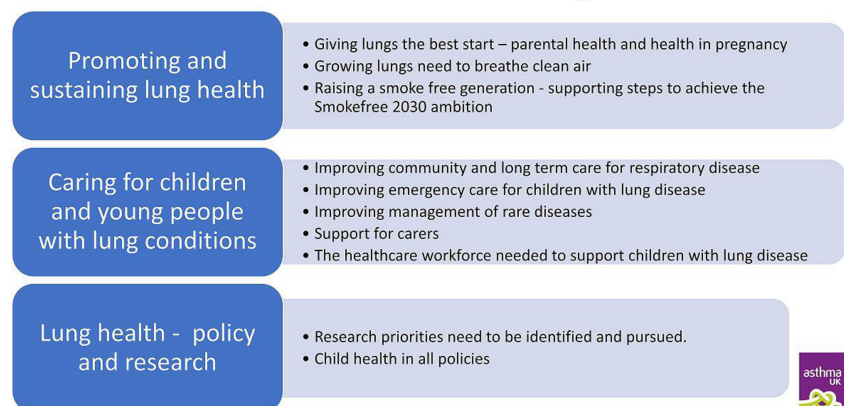 Promoting and
sustaining lung health
• Giving lungs the best start – parental health and health in pregnancy
• Growing lungs need to breathe clean air
• Raising a smoke free generation - supporting steps to achieve the
Smokefree 2030 ambition
Caring for children
and young people
with lung conditions
• Improving community and long term care for respiratory disease
• Improving emergency care for children with lung disease
• Improving management of rare diseases
• Support for carers
• The healthcare workforce needed to support children with lung disease
Lung health - policy
and research
• Research priorities need to be identified and pursued.
• Child health in all policies
asthma
UK